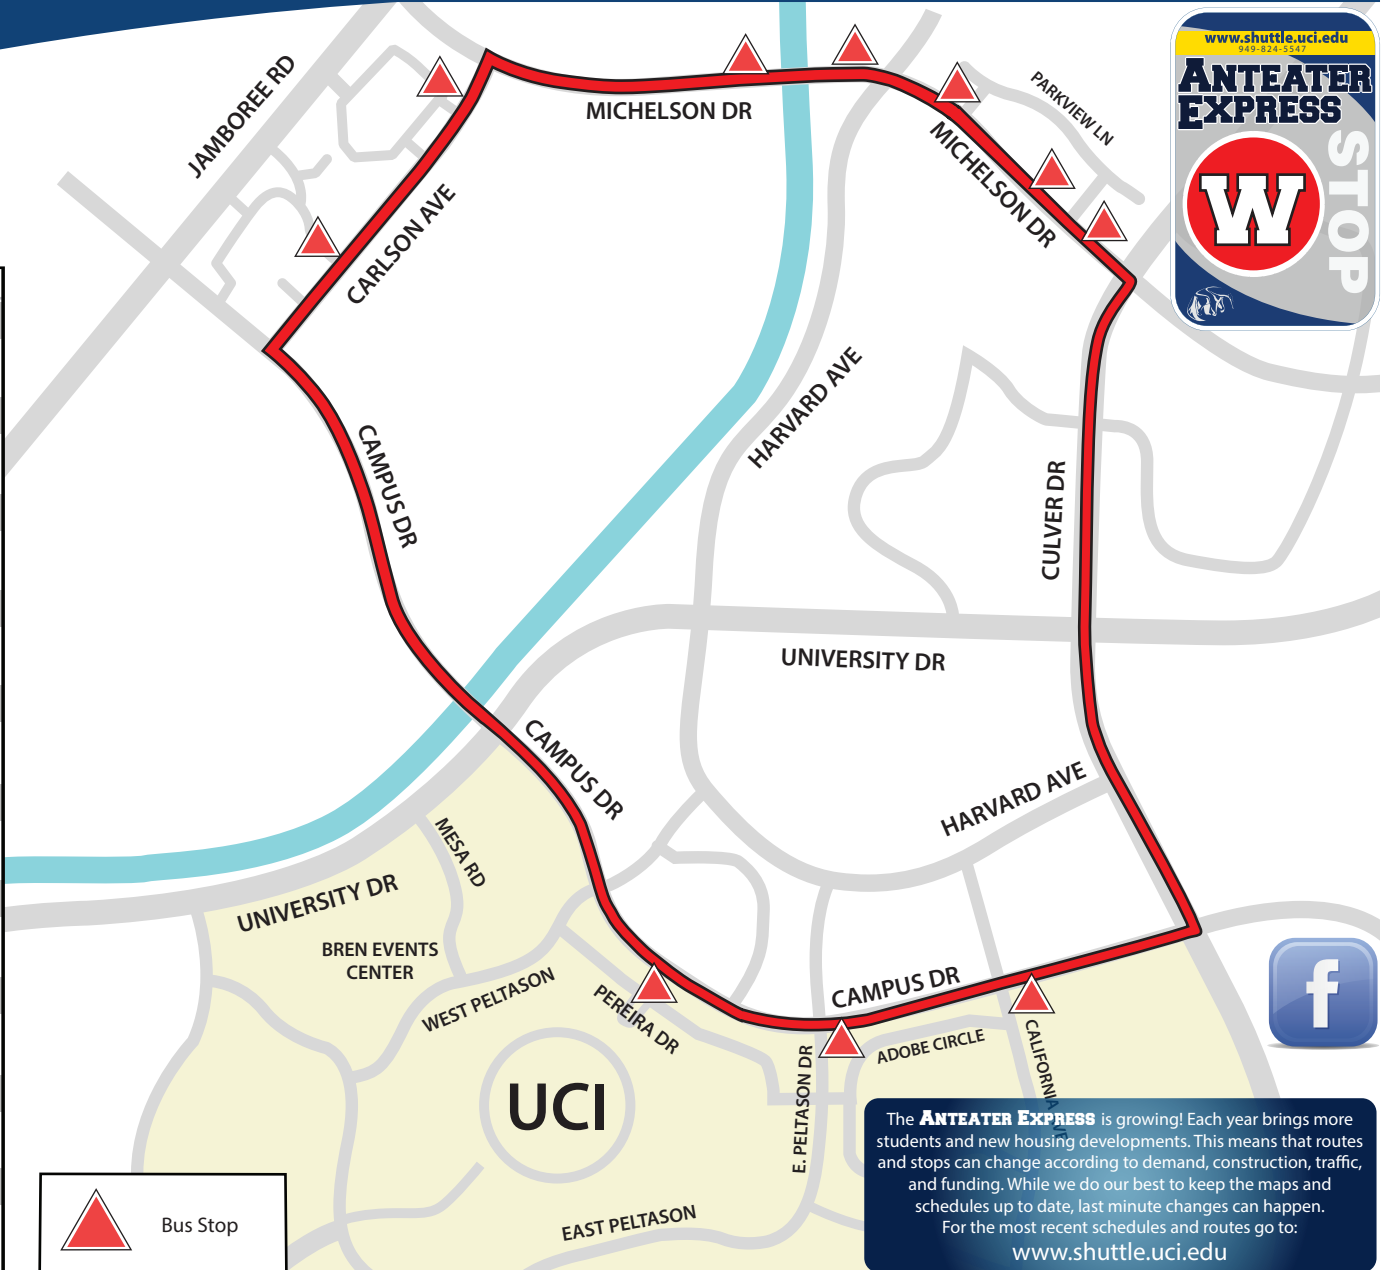 www.shuttle.uci.edu
949-824-5547
ANTEATER
EXPRESS
W
STOP
JAMBOREE RD
MICHELSON DR
PARKVIEW LN
MICHELSON DR
CARLSON AVE
HARVARD AVE
CAMPUS DR
CULVER DR
UNIVERSITY DR
CAMPUS DR
HARVARD AVE
MESA RD
UNIVERSITY DR
BREN EVENTS
CENTER
WEST PELTASON
PEREIRA DR
CAMPUS DR
ADOBE CIRCLE
CALIFORNIA AVE
E. PELTASON DR
UCI
EAST PELTASON
f
Bus Stop
The ANTEATER EXPRESS is growing! Each year brings more
students and new housing developments. This means that routes
and stops can change according to demand, construction, traffic,
and funding. While we do our best to keep the maps and
schedules up to date, last minute changes can happen.
For the most recent schedules and routes go to:
www.shuttle.uci.edu